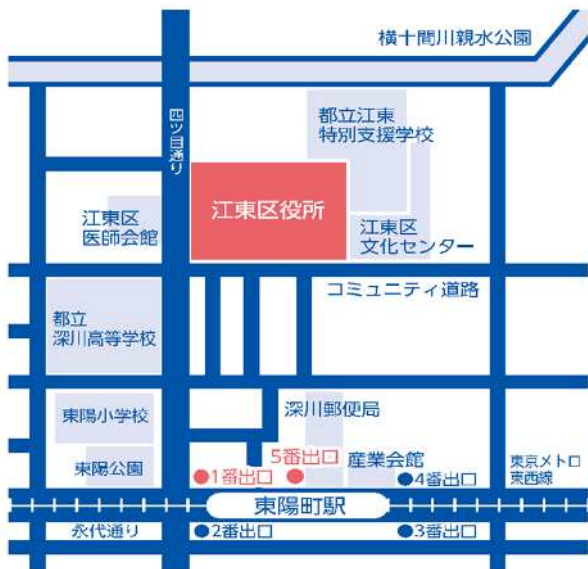 横十間川親水公園
四ツ目通り
都立江東
特別支援学校
江東区役所
江東区
医師会館
江東区
文化センター
コミュニティ道路
都立
深川高等学校
東陽小学校
深川郵便局
東陽公園
5番出口
産業会館
東京メトロ
東西線
1番出口
4番出口
東陽町駅
永代通り
2番出口
3番出口